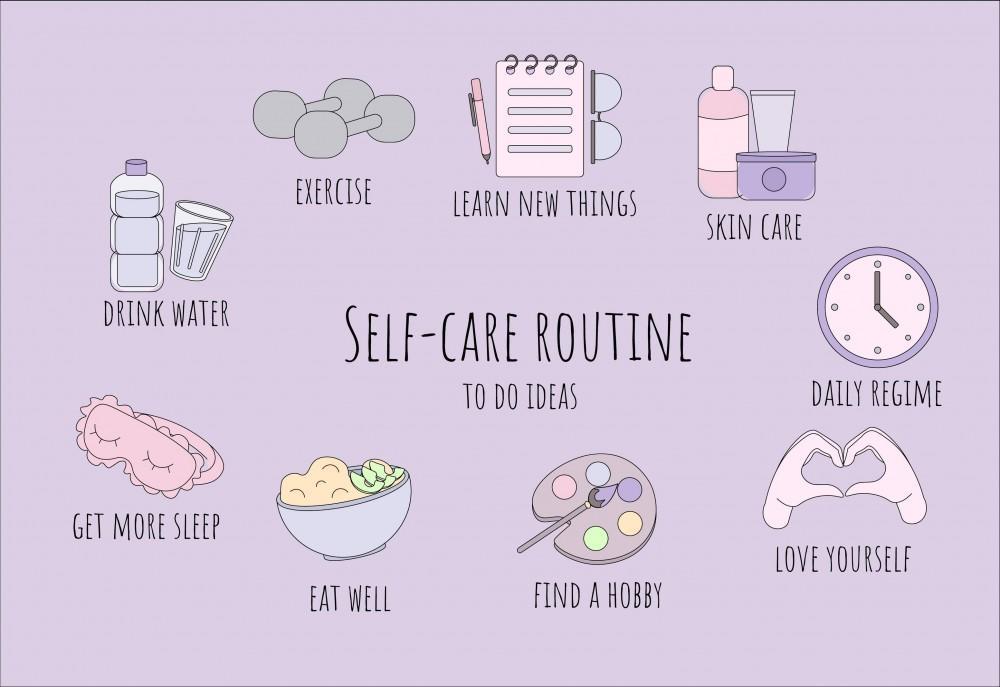 EXERCISE
LEARN NEW THINGS
SKIN CARE
DRINK WATER
SELF-CARE ROUTINE
TO DO IDEAS
DAILY REGIME
GET MORE SLEEP
EAT WELL
FIND A HOBBY
LOVE YOURSELF